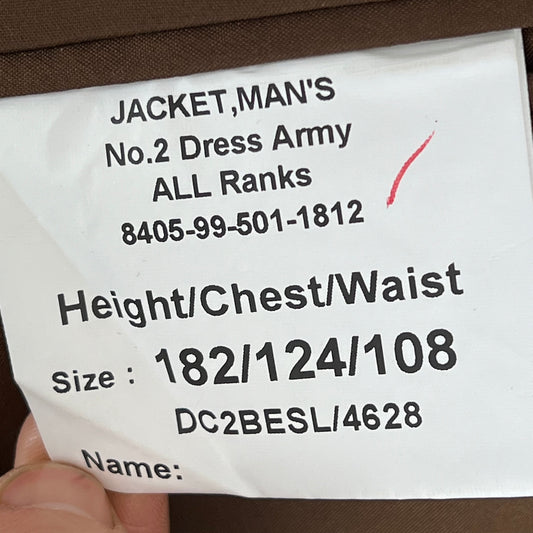 JACKET,MAN'S
No.2 Dress Army
ALL Ranks
8405-99-501-1812
Height/Chest/Waist
Size : 182/124/108
DC2BESL/4628
Name: